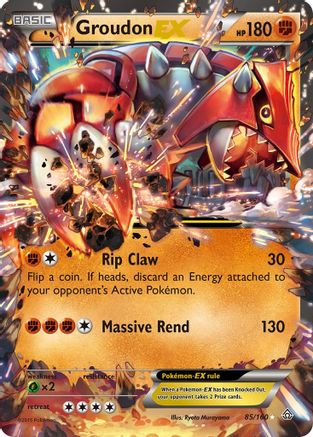 BASIC
Groudon EX HP 180
Rip Claw 30
Flip a coin. If heads, discard an Energy attached to
your opponent's Active Pokémon.
Massive Rend 130
weakness resistance
×2
retreat
Pokémon-EX rule
When a Pokémon-EX has been Knocked Out,
your opponent takes 2 Prize cards.
©2015 Pokémon
Illus. Ryota Murayama 85/160